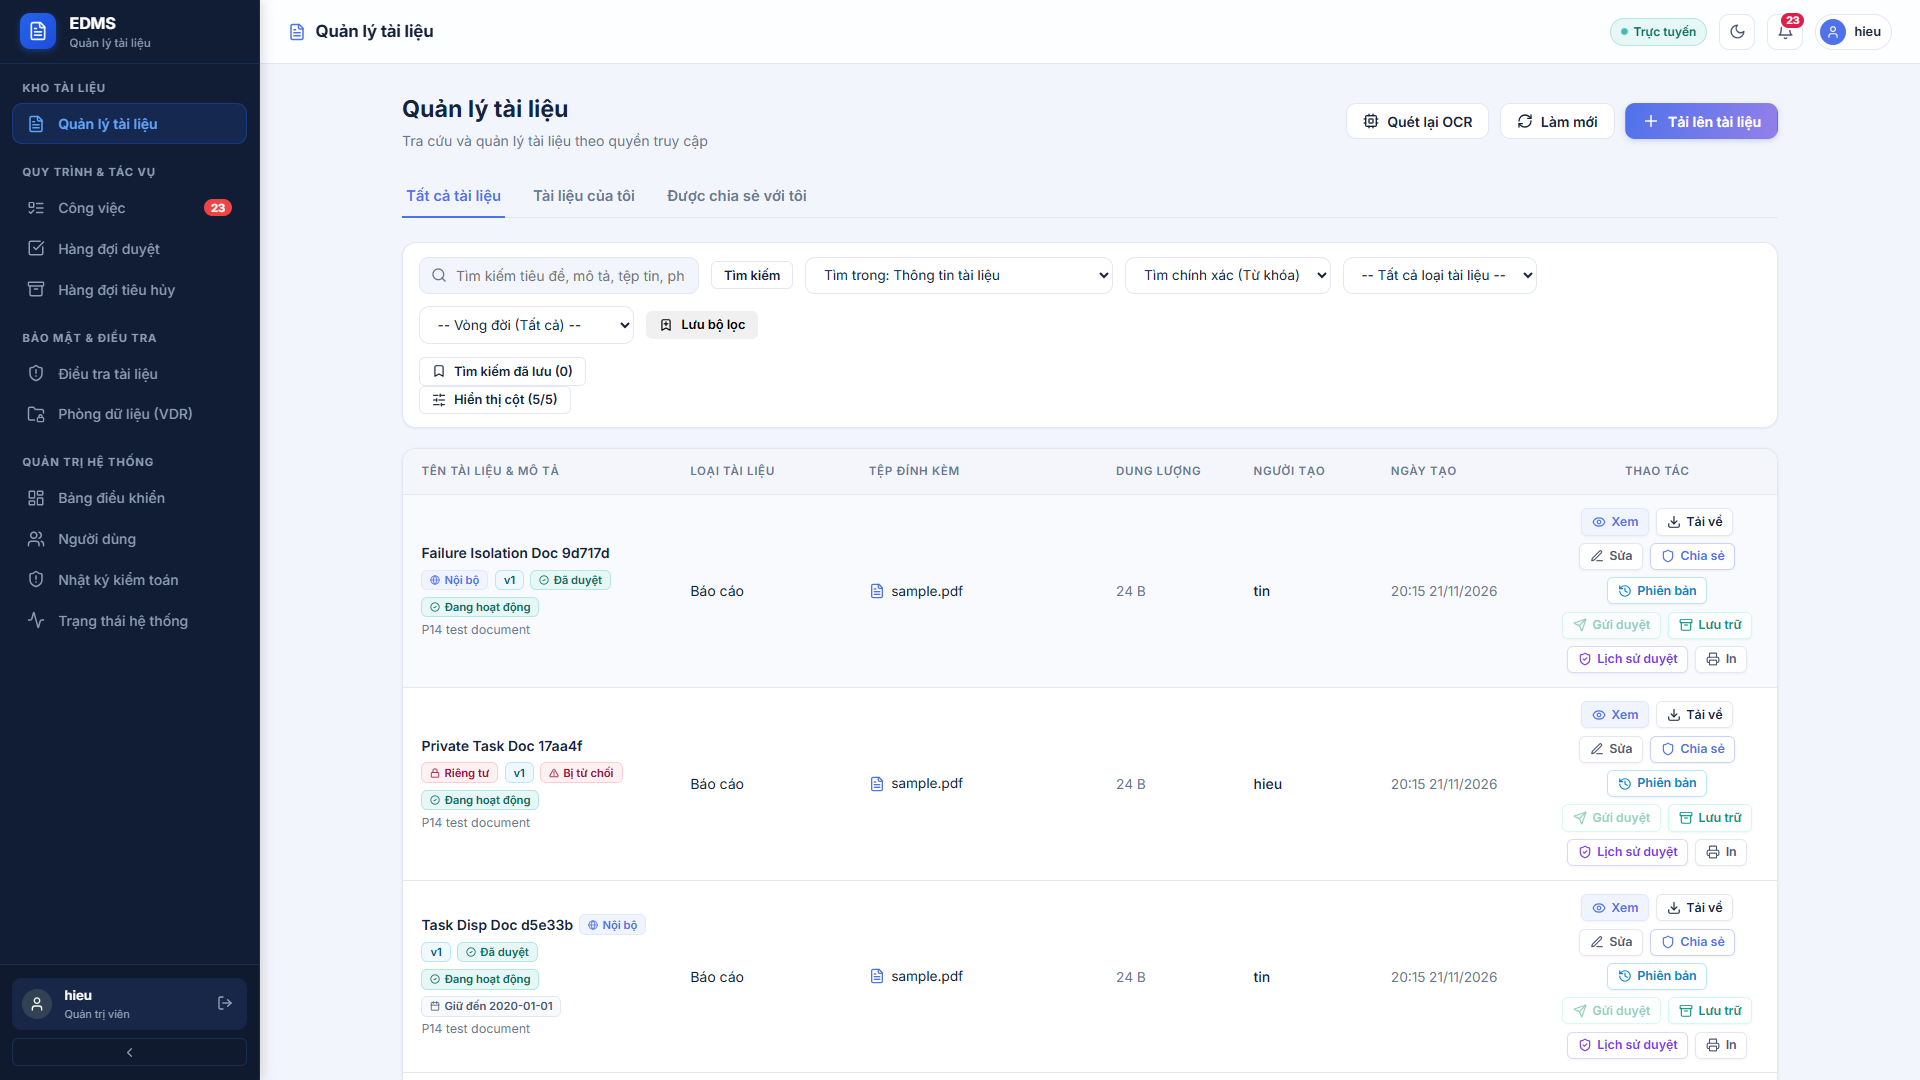 EDMS
Quản lý tài liệu
KHO TÀI LIỆU
Quản lý tài liệu
QUY TRÌNH & TÁC VỤ
Công việc 23
Hàng đợi duyệt
Hàng đợi tiêu hủy
BẢO MẬT & ĐIỀU TRA
Điều tra tài liệu
Phòng dữ liệu (VDR)
QUẢN TRỊ HỆ THỐNG
Bảng điều khiển
Người dùng
Nhật ký kiểm toán
Trạng thái hệ thống
hieu
Quản trị viên
Quản lý tài liệu
Trực tuyến
23
hieu
Quản lý tài liệu
Tra cứu và quản lý tài liệu theo quyền truy cập
Quét lại OCR
Làm mới
Tải lên tài liệu
Tất cả tài liệu
Tài liệu của tôi
Được chia sẻ với tôi
Tìm kiếm tiêu đề, mô tả, tệp tin, ph
Tìm kiếm
Tìm trong: Thông tin tài liệu
Tìm chính xác (Từ khóa)
-- Tất cả loại tài liệu --
-- Vòng đời (Tất cả) --
Lưu bộ lọc
Tìm kiếm đã lưu (0)
Hiển thị cột (5/5)
TÊN TÀI LIỆU & MÔ TẢ LOẠI TÀI LIỆU TỆP ĐÍNH KÈM DUNG LƯỢNG NGƯỜI TẠO NGÀY TẠO THAO TÁC
Failure Isolation Doc 9d717d
Nội bộ v1 Đã duyệt
Đang hoạt động
P14 test document
Báo cáo
sample.pdf
24 B
tin
20:15 21/11/2026
Xem Tải về
Sửa Chia sẻ
Phiên bản
Gửi duyệt Lưu trữ
Lịch sử duyệt In
Private Task Doc 17aa4f
Riêng tư v1 Bị từ chối
Đang hoạt động
P14 test document
Báo cáo
sample.pdf
24 B
hieu
20:15 21/11/2026
Xem Tải về
Sửa Chia sẻ
Phiên bản
Gửi duyệt Lưu trữ
Lịch sử duyệt In
Task Disp Doc d5e33b Nội bộ
v1 Đã duyệt
Đang hoạt động
Giữ đến 2020-01-01
P14 test document
Báo cáo
sample.pdf
24 B
tin
20:15 21/11/2026
Xem Tải về
Sửa Chia sẻ
Phiên bản
Gửi duyệt Lưu trữ
Lịch sử duyệt In